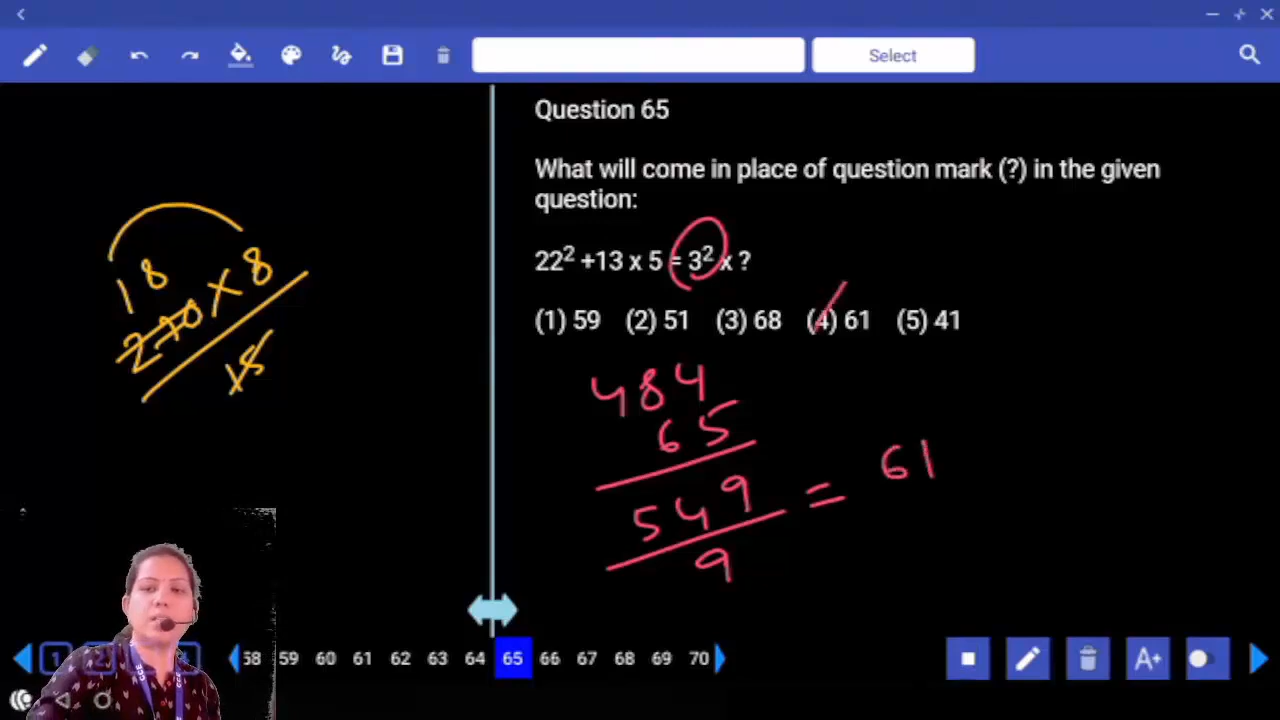 Select
Question 65
What will come in place of question mark (?) in the given
question:
22² +13 x 5 = 3² x ?
(1) 59 (2) 51 (3) 68 (4) 61 (5) 41
18
270 x 8
15
484
65
549 = 61
9
1 2
58 59 60 61 62 63 64 65 66 67 68 69 70
A+